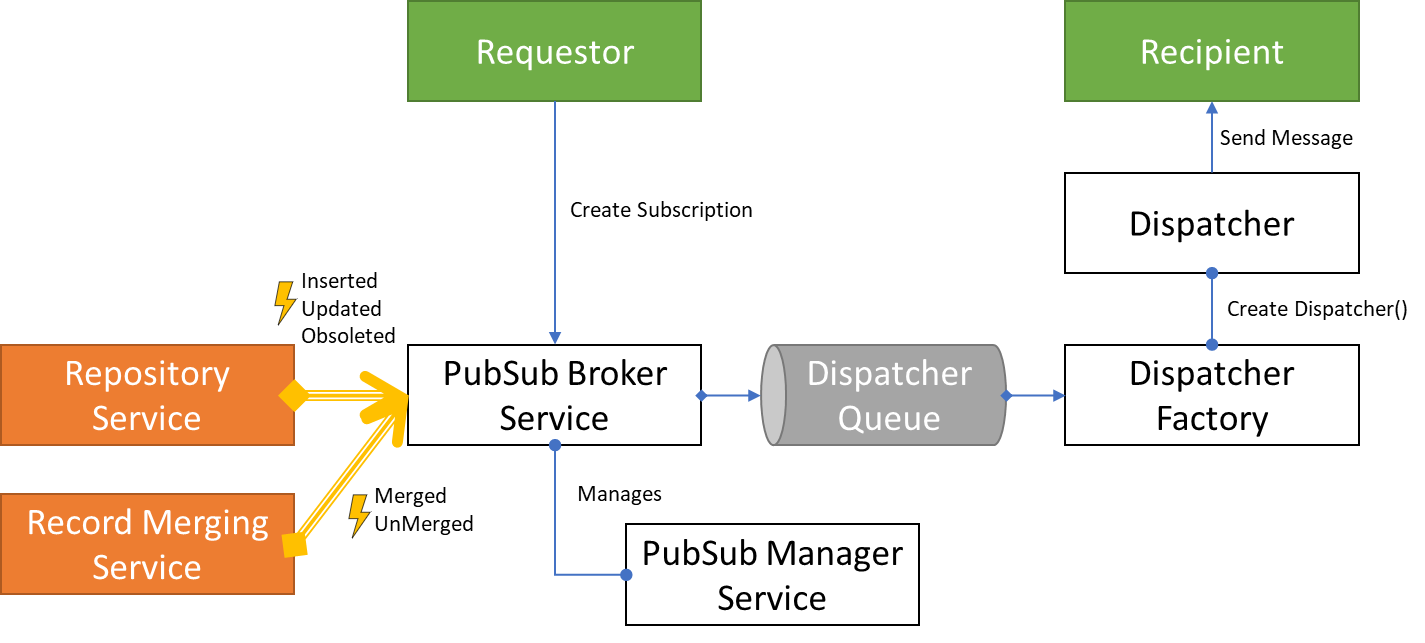 Requestor
Recipient
Send Message
Create Subscription
Dispatcher
Inserted
Updated
Obsoleted
Create Dispatcher()
Repository
Service
PubSub Broker
Service
Dispatcher
Queue
Dispatcher
Factory
Merged
UnMerged
Manages
Record Merging
Service
PubSub Manager
Service